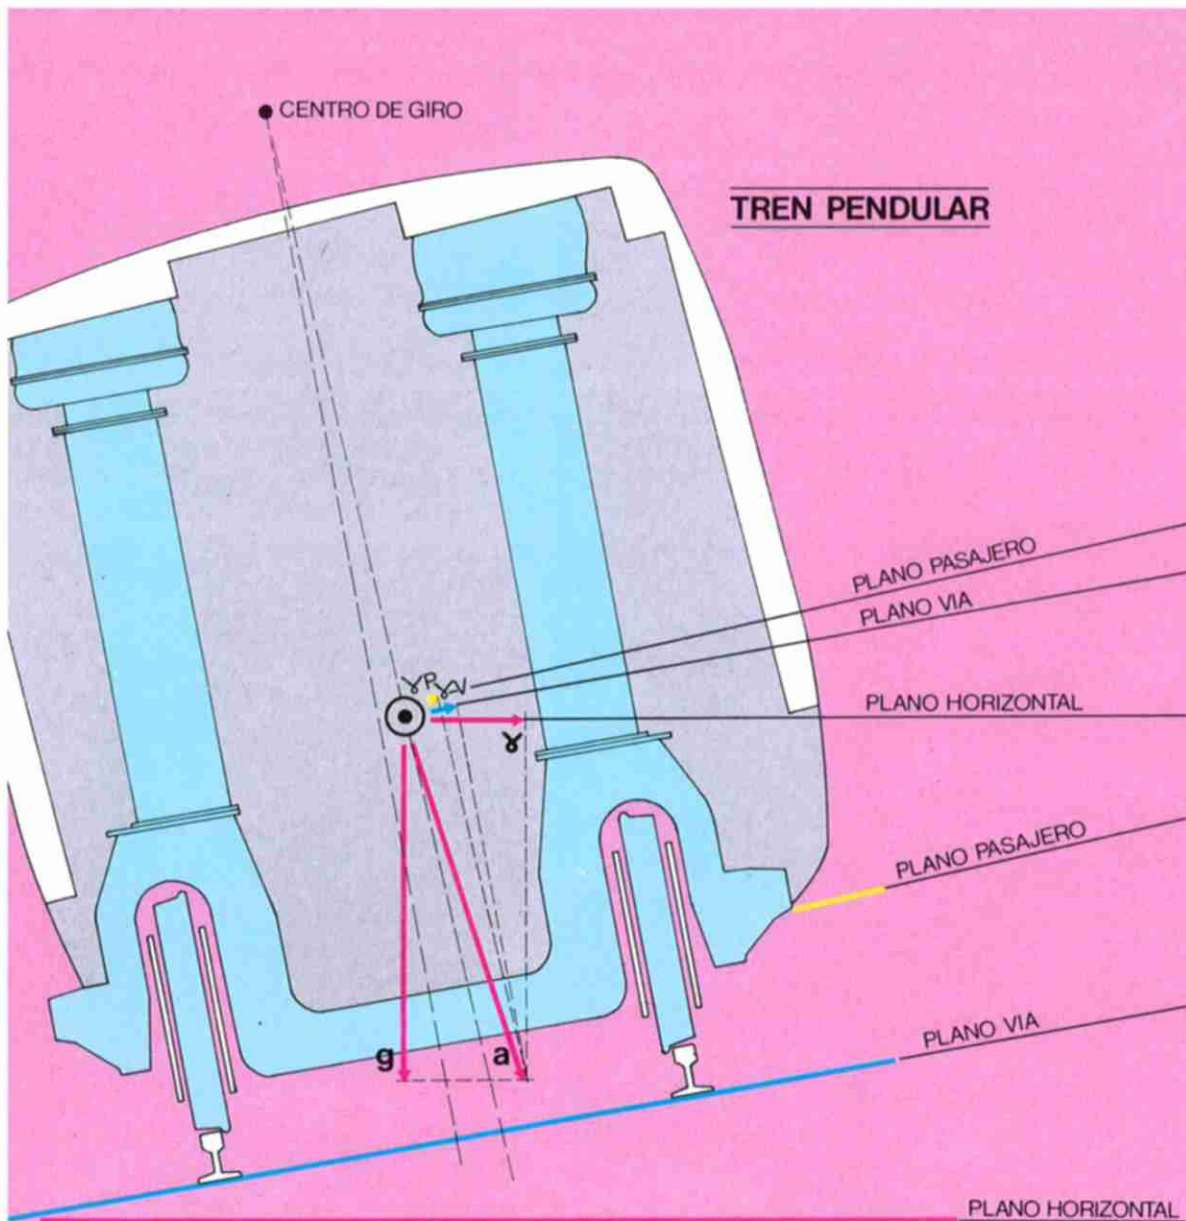 CENTRO DE GIRO
TREN PENDULAR
PLANO PASAJERO
PLANO VIA
γP γV
PLANO HORIZONTAL
γ
PLANO PASAJERO
g a
PLANO VIA
PLANO HORIZONTAL